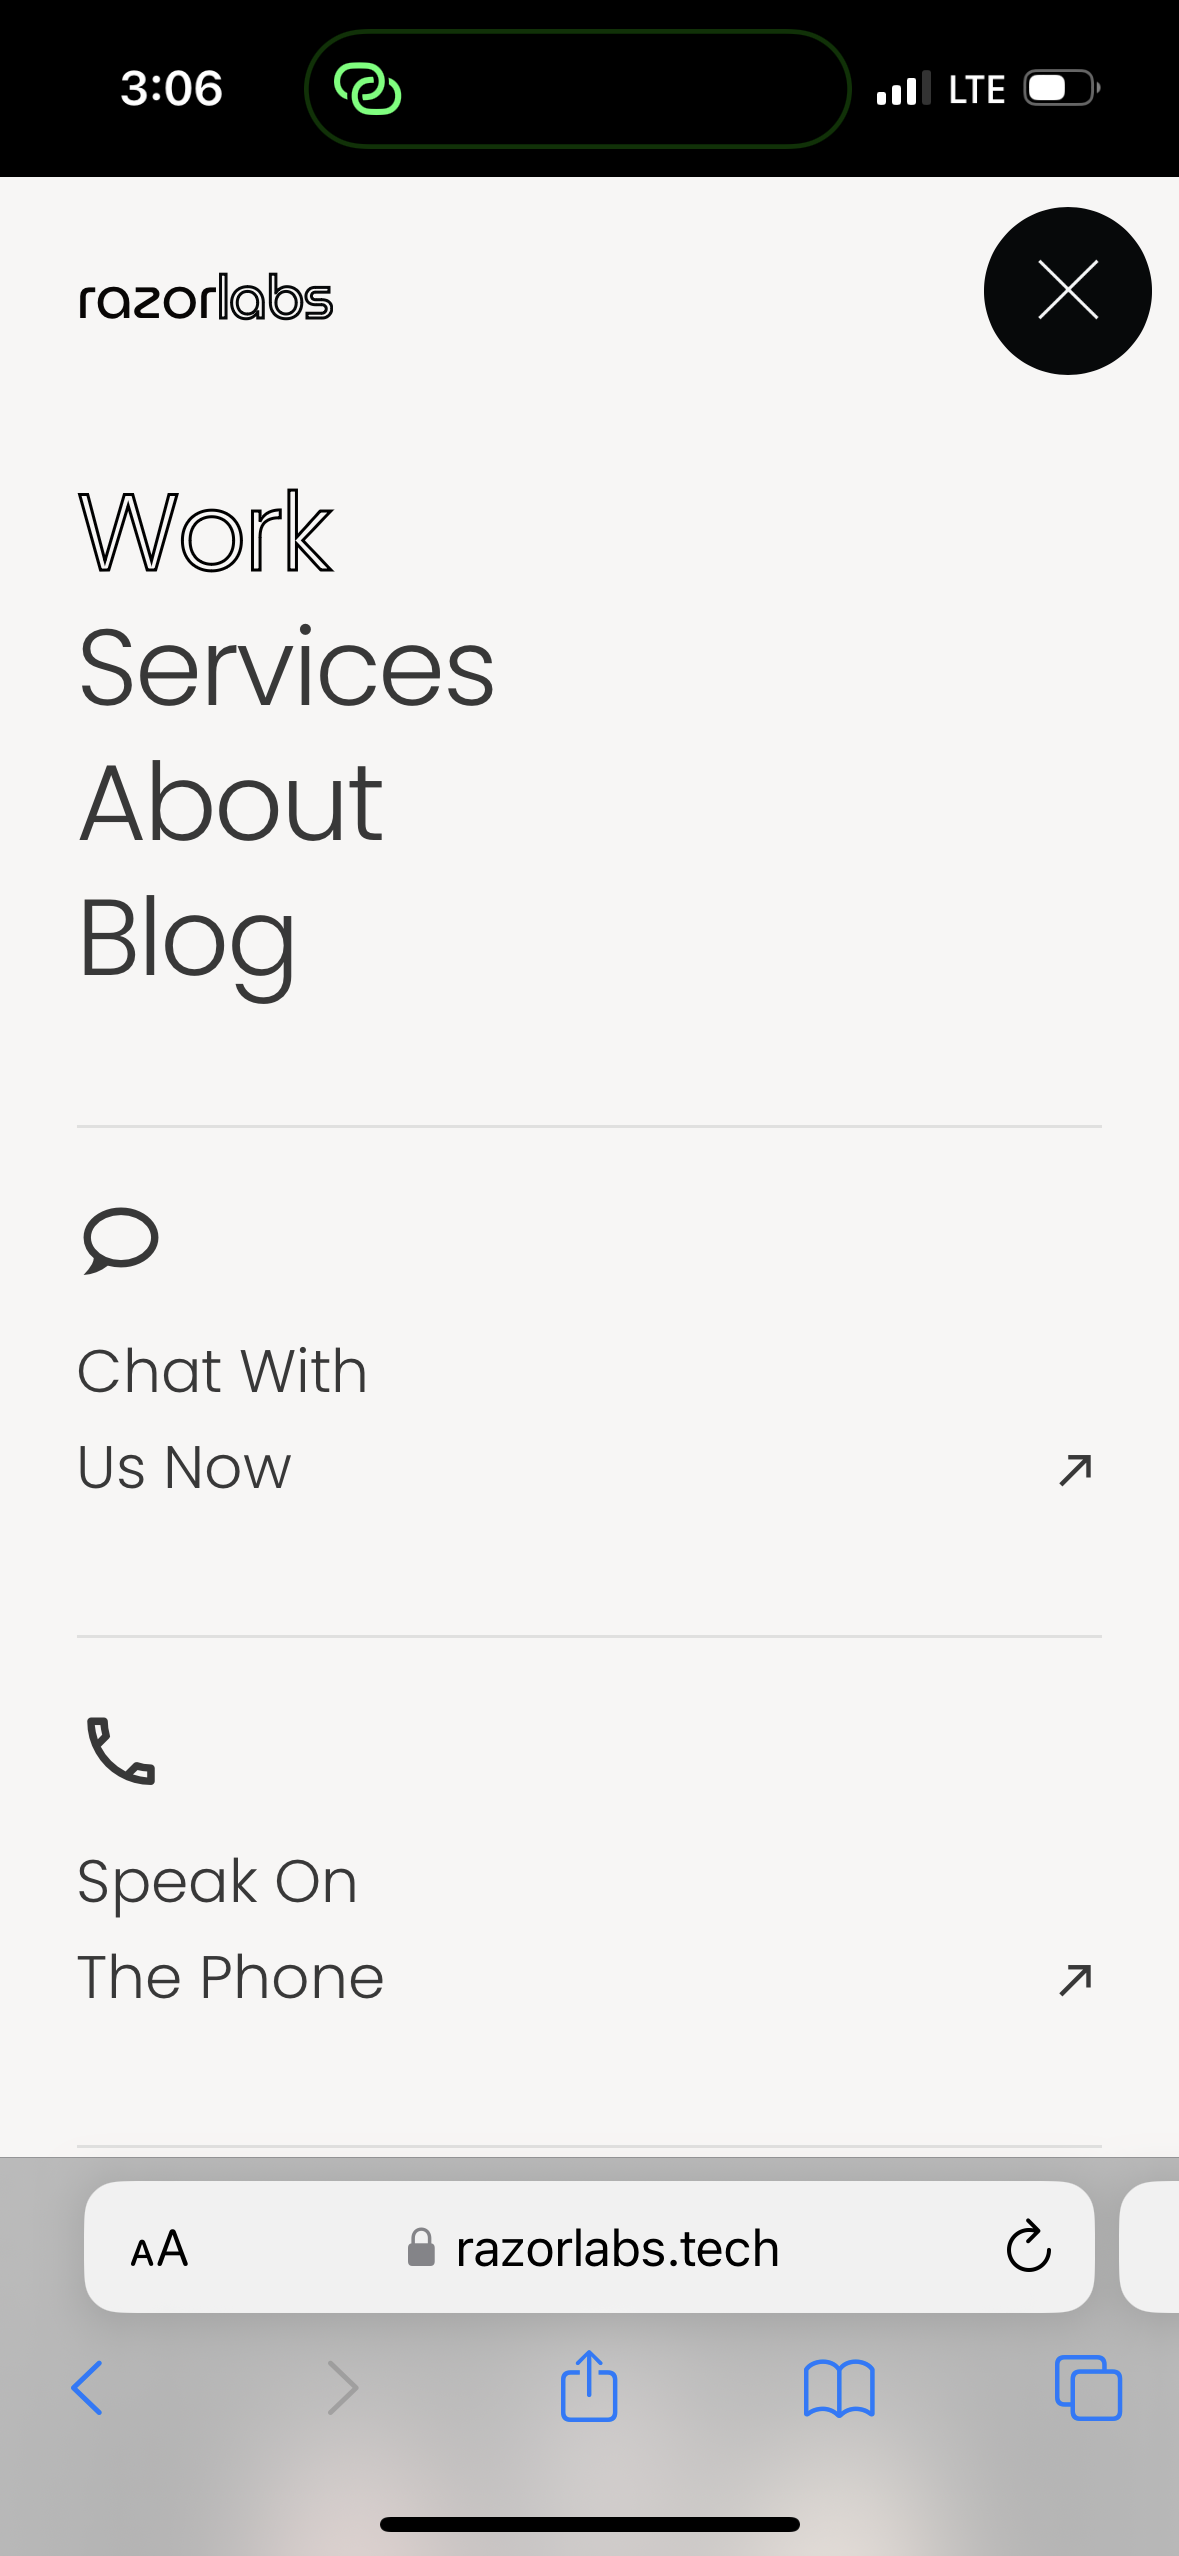 3:06
LTE
razorlabs
Work
Services
About
Blog
Chat With
Us Now
Speak On
The Phone
AA
razorlabs.tech